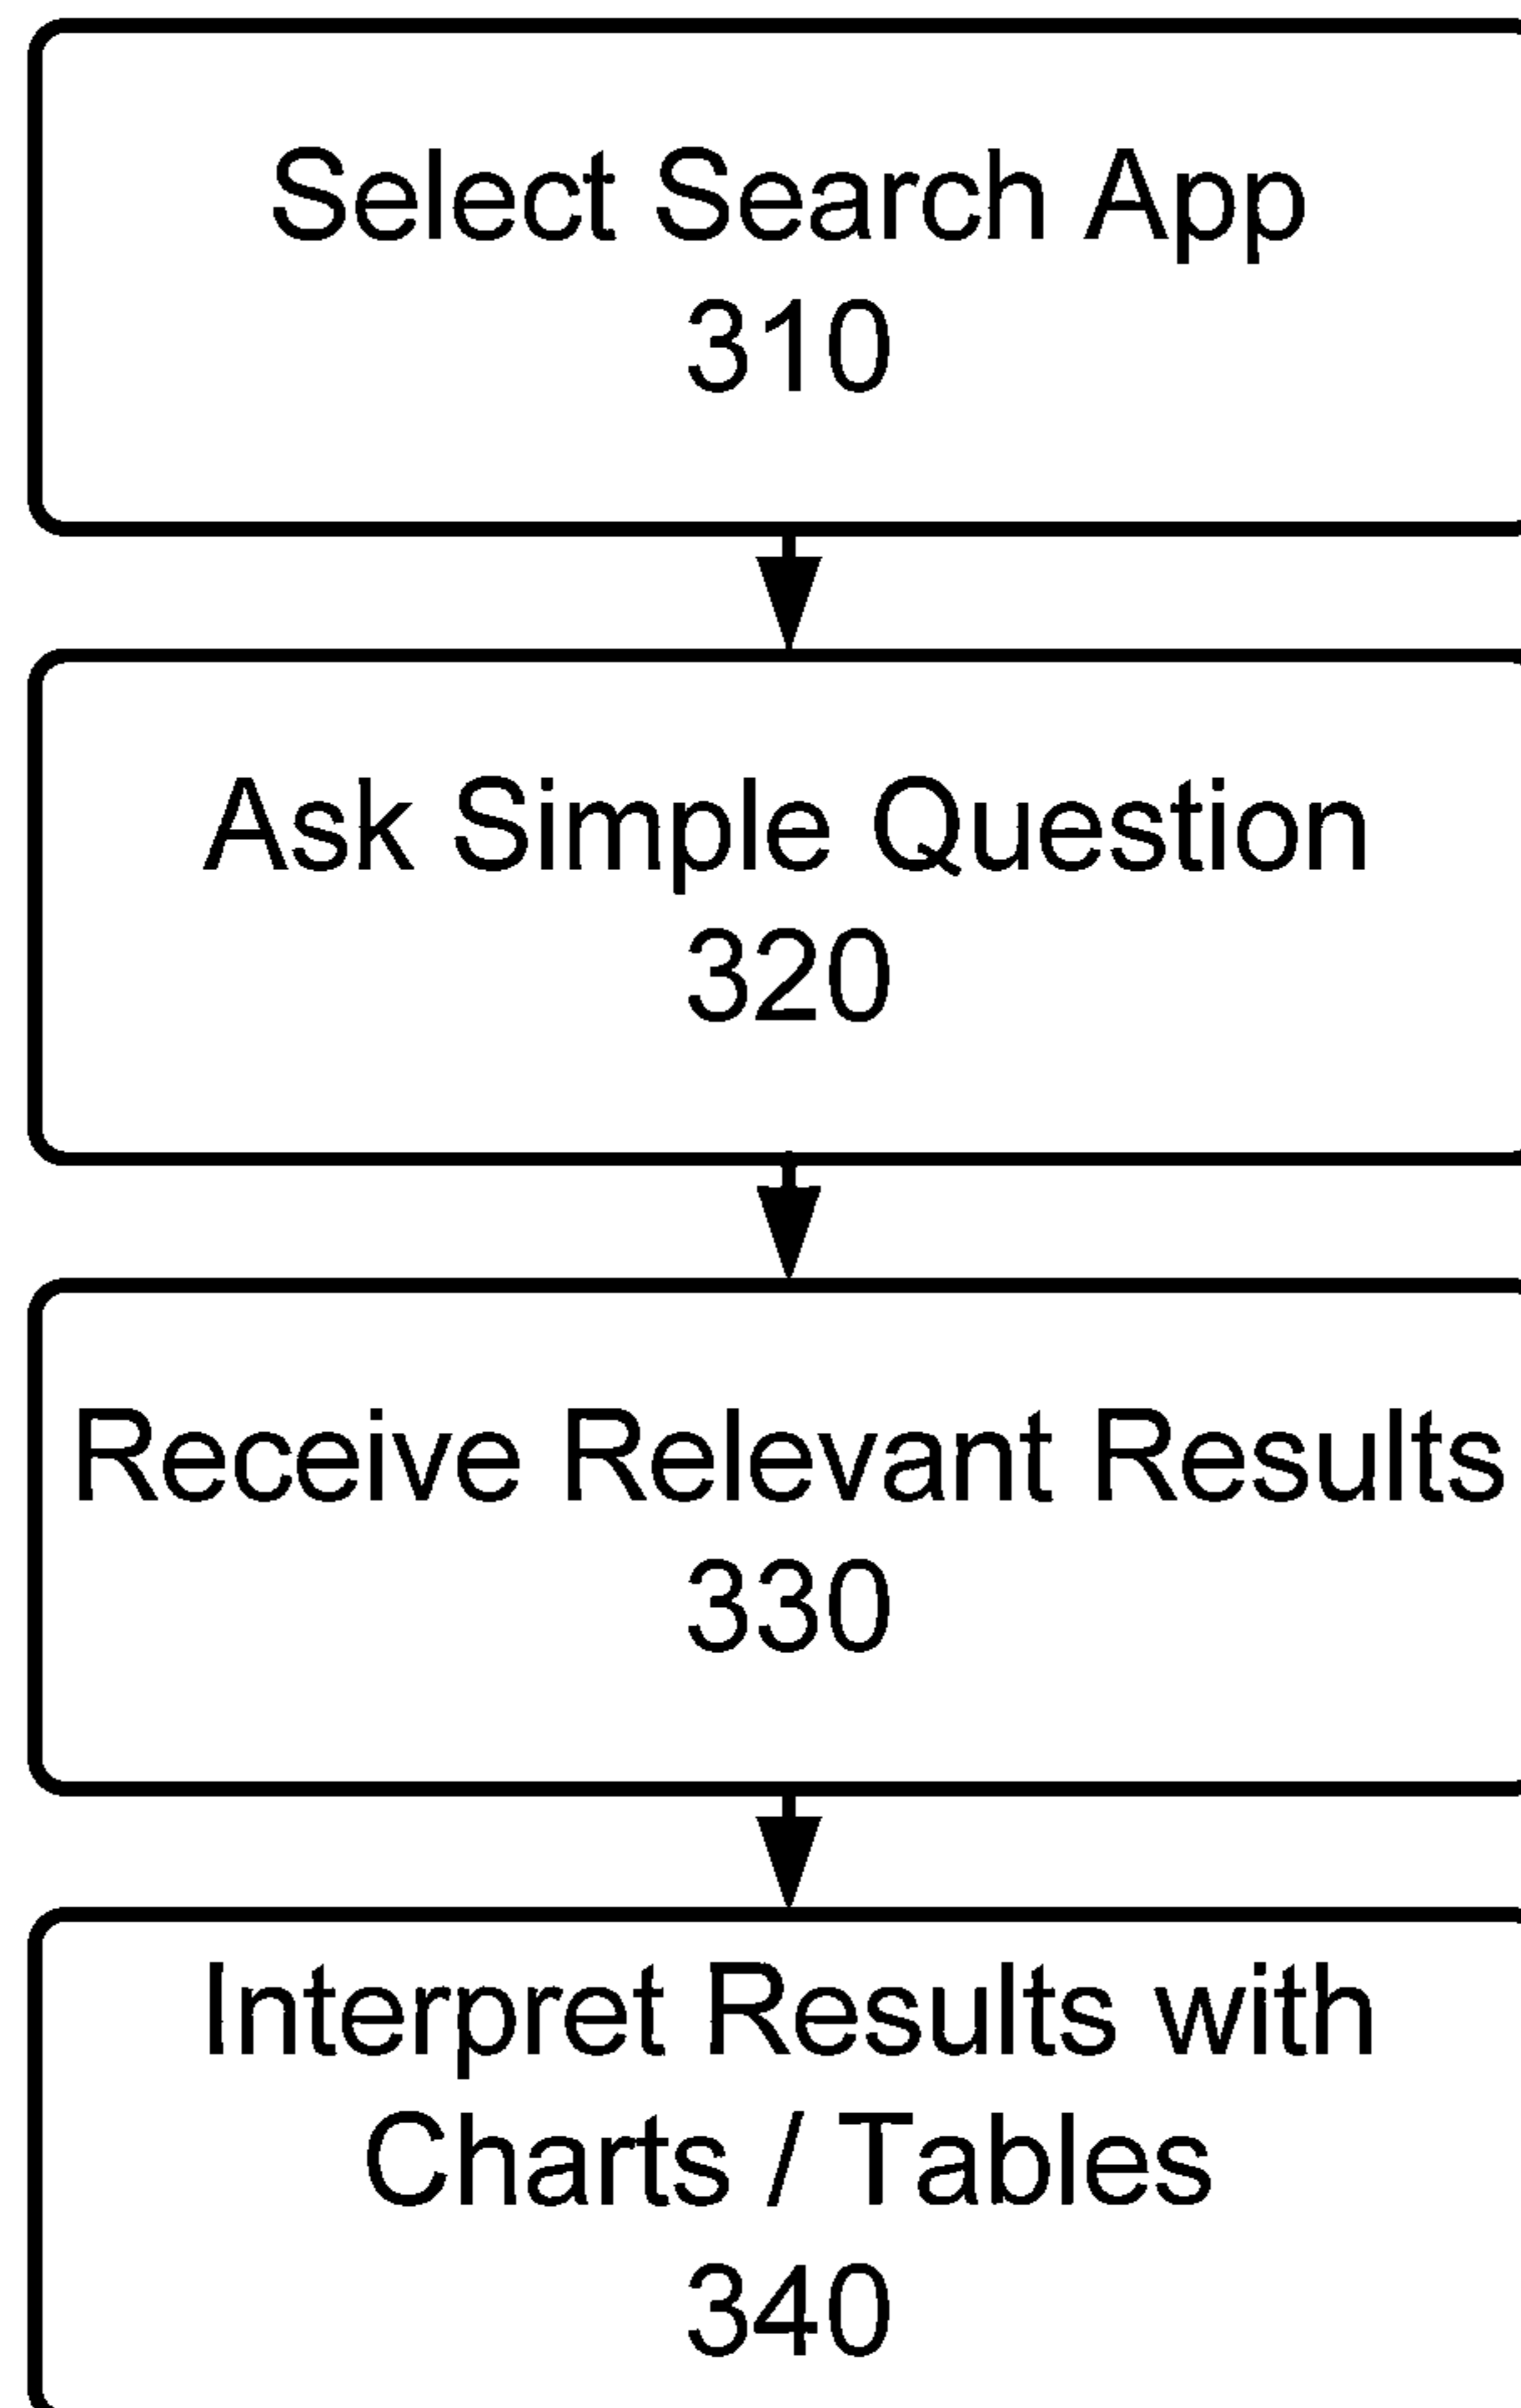 Select Search App
310
Ask Simple Question
320
Receive Relevant Results
330
Interpret Results with
Charts / Tables
340